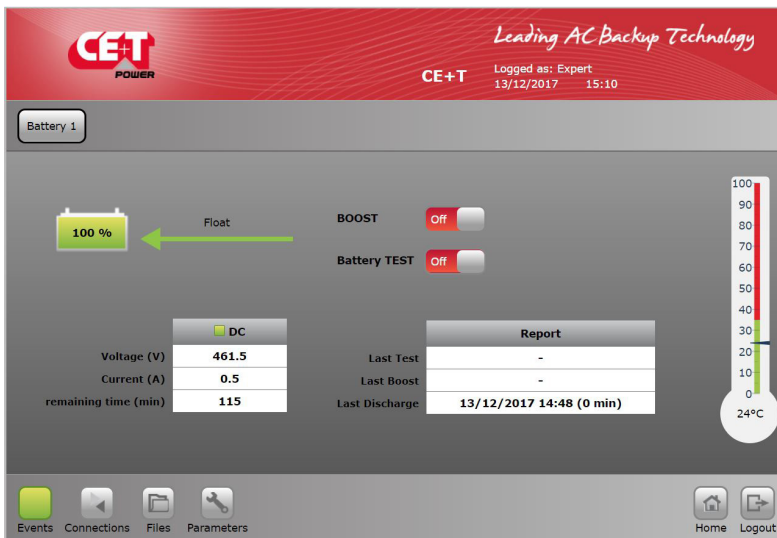 CE+T
POWER
Leading AC Backup Technology
CE+T
Logged as: Expert
13/12/2017 15:10
Battery 1
100 %
Float
BOOST Off
Battery TEST Off
DC
Voltage (V) 461.5
Current (A) 0.5
remaining time (min) 115
Report
Last Test -
Last Boost -
Last Discharge 13/12/2017 14:48 (0 min)
100
90
80
70
60
50
40
30
20
10
0
24°C
Events Connections Files Parameters Home Logout